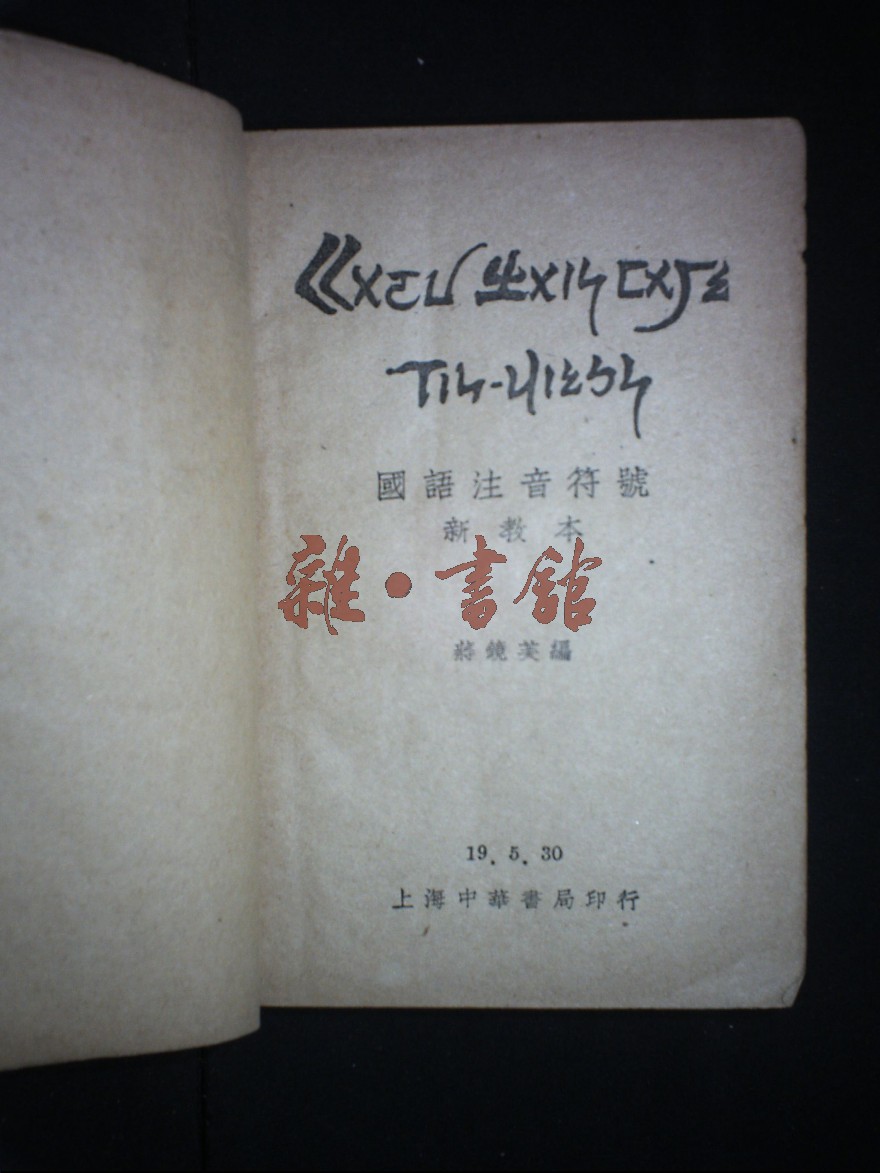 ㄍㄨㄛㄩ ㄓㄨㄧㄣ ㄈㄨㄏㄠ
ㄒㄧㄣ-ㄐㄧㄠㄅㄣ
國語注音符號
新教本
雜·書館
蔣鏡芙編
19. 5. 30
上海中華書局印行